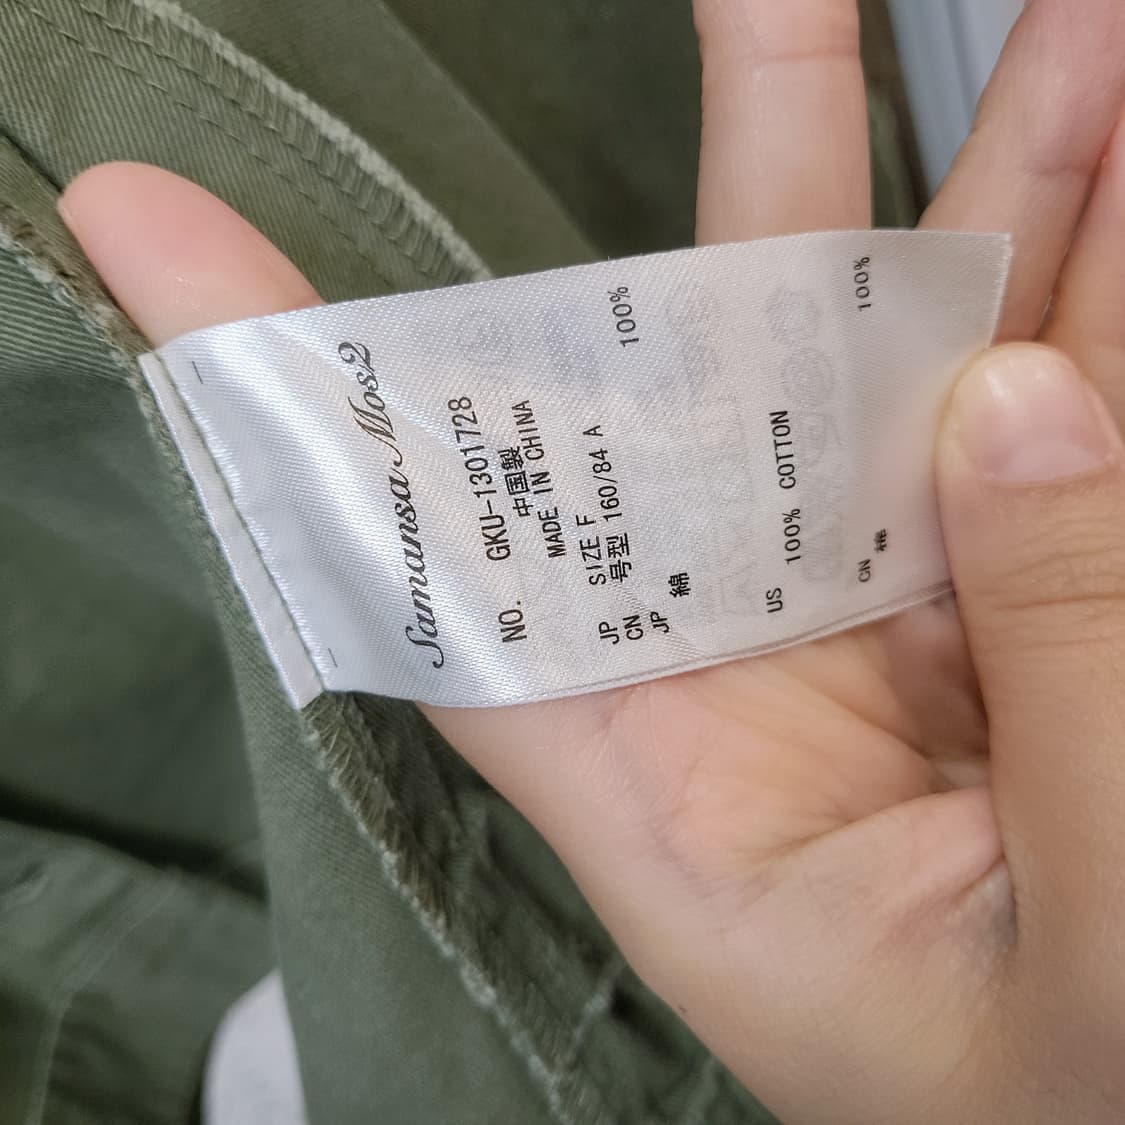 Samansa Mos2
NO. GKU-1301728
中国製
MADE IN CHINA
JP SIZE F
CN 号型 160/84 A
JP 綿 100%
US 100% COTTON
CN 棉 100%